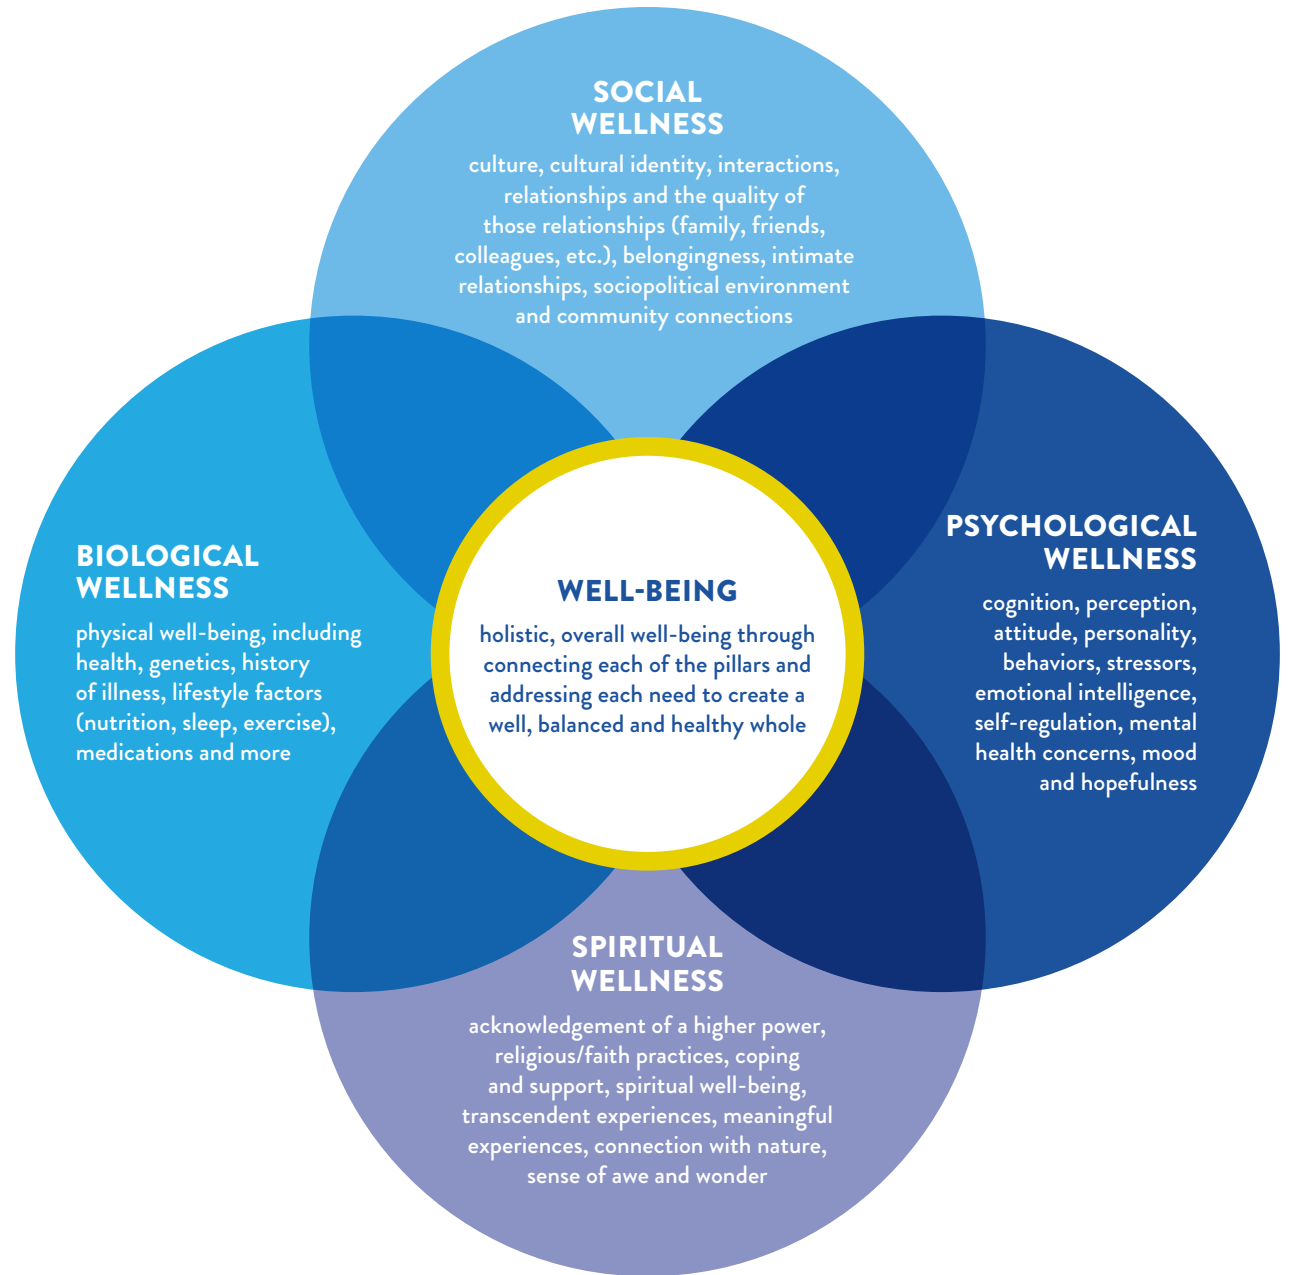 SOCIAL
WELLNESS
culture, cultural identity, interactions,
relationships and the quality of
those relationships (family, friends,
colleagues, etc.), belongingness, intimate
relationships, sociopolitical environment
and community connections
BIOLOGICAL
WELLNESS
physical well-being, including
health, genetics, history
of illness, lifestyle factors
(nutrition, sleep, exercise),
medications and more
WELL-BEING
holistic, overall well-being through
connecting each of the pillars and
addressing each need to create a
well, balanced and healthy whole
PSYCHOLOGICAL
WELLNESS
cognition, perception,
attitude, personality,
behaviors, stressors,
emotional intelligence,
self-regulation, mental
health concerns, mood
and hopefulness
SPIRITUAL
WELLNESS
acknowledgement of a higher power,
religious/faith practices, coping
and support, spiritual well-being,
transcendent experiences, meaningful
experiences, connection with nature,
sense of awe and wonder